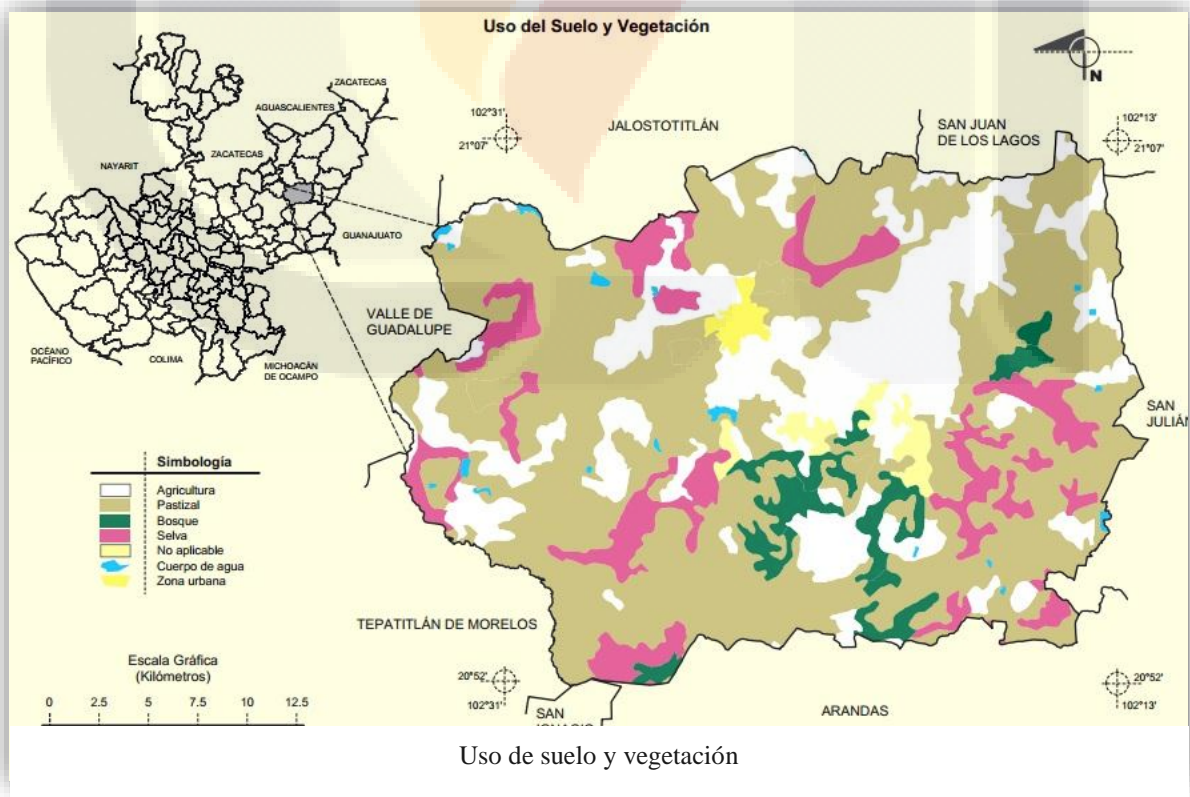 Uso del Suelo y Vegetación
N
ZACATECAS
AGUASCALIENTES
ZACATECAS
NAYARIT
GUANAJUATO
OCÉANO
PACÍFICO
COLIMA
MICHOACÁN
DE OCAMPO
102°31'
21°07'
JALOSTOTITLÁN
SAN JUAN
DE LOS LAGOS
102°13'
21°07'
VALLE DE
GUADALUPE
SAN
JULIÁN
TEPATITLÁN DE MORELOS
20°52'
102°31'
SAN
IGNACIO
ARANDAS
20°52'
102°13'
Simbología
Agricultura
Pastizal
Bosque
Selva
No aplicable
Cuerpo de agua
Zona urbana
Escala Gráfica
(Kilómetros)
0 2.5 5 7.5 10 12.5
Uso de suelo y vegetación